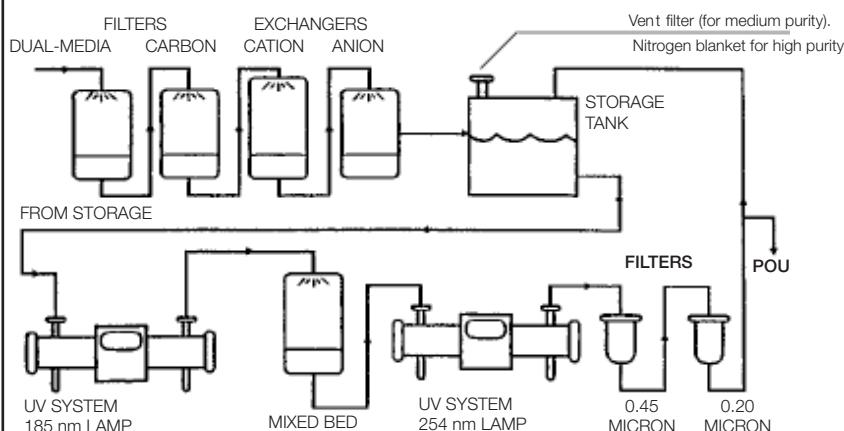 FILTERS EXCHANGERS
DUAL-MEDIA CARBON CATION ANION
Vent filter (for medium purity).
Nitrogen blanket for high purity
STORAGE
TANK
FROM STORAGE
FILTERS
POU
UV SYSTEM
185 nm LAMP
MIXED BED
UV SYSTEM
254 nm LAMP
0.45
MICRON
0.20
MICRON